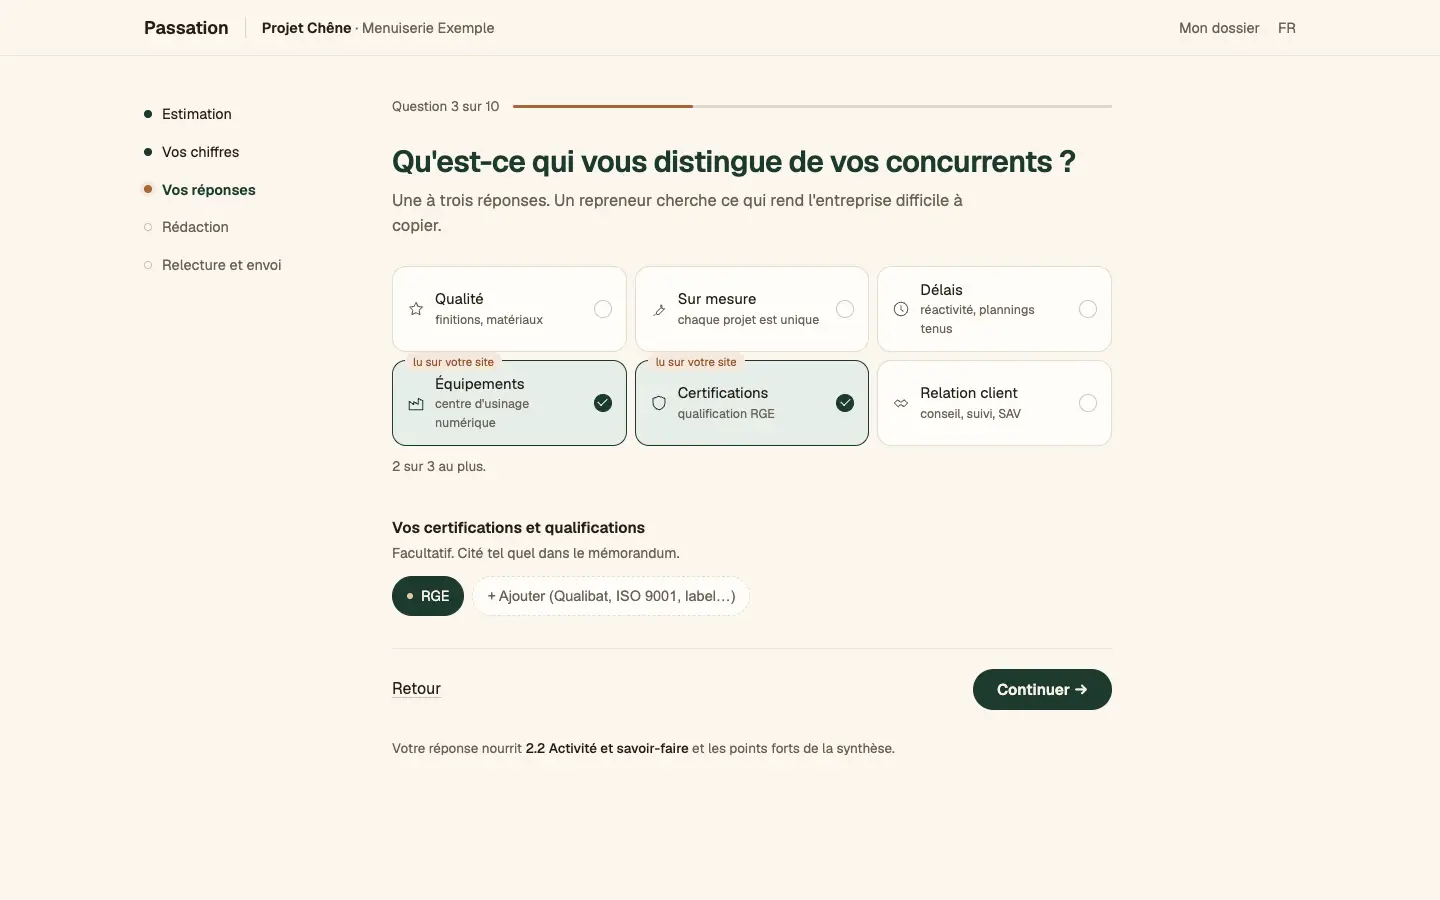 Passation
Projet Chêne · Menuiserie Exemple
Mon dossier
FR
Estimation
Vos chiffres
Vos réponses
Rédaction
Relecture et envoi
Question 3 sur 10
Qu'est-ce qui vous distingue de vos concurrents ?
Une à trois réponses. Un repreneur cherche ce qui rend l'entreprise difficile à
copier.
Qualité
finitions, matériaux
Sur mesure
chaque projet est unique
Délais
réactivité, plannings
tenus
lu sur votre site
Équipements
centre d'usinage
numérique
lu sur votre site
Certifications
qualification RGE
Relation client
conseil, suivi, SAV
2 sur 3 au plus.
Vos certifications et qualifications
Facultatif. Cité tel quel dans le mémorandum.
RGE
+ Ajouter (Qualibat, ISO 9001, label…)
Retour
Continuer →
Votre réponse nourrit 2.2 Activité et savoir-faire et les points forts de la synthèse.